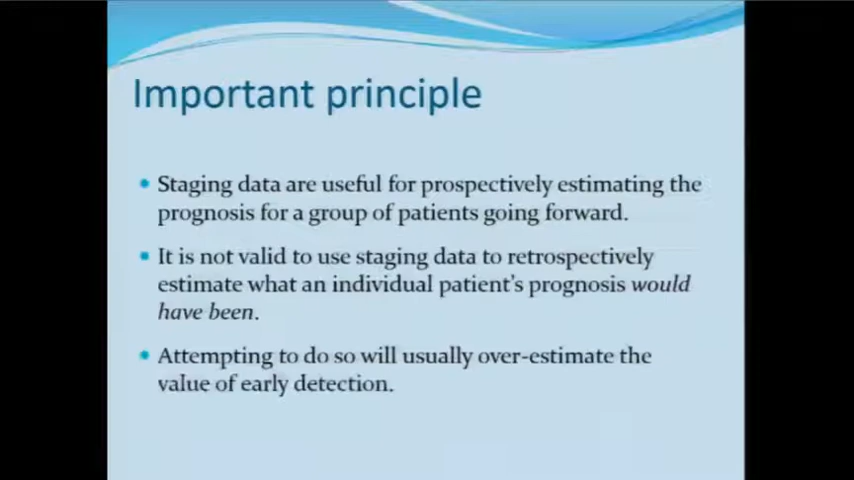 Important principle
Staging data are useful for prospectively estimating the
prognosis for a group of patients going forward.
It is not valid to use staging data to retrospectively
estimate what an individual patient's prognosis would
have been.
Attempting to do so will usually over-estimate the
value of early detection.